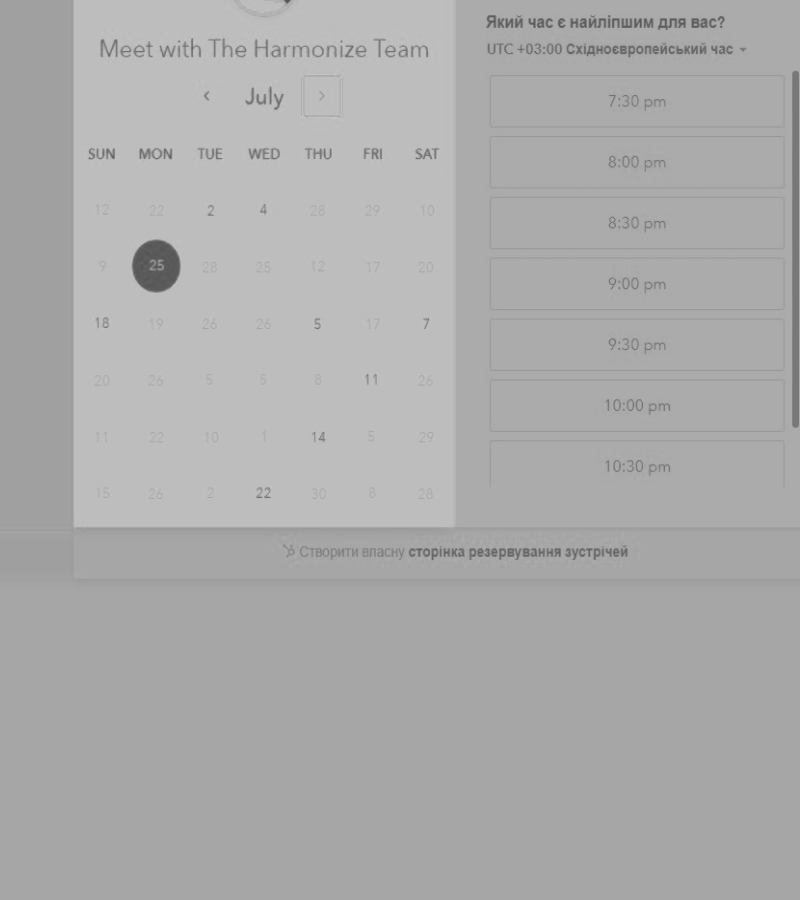 Meet with The Harmonize Team
July
SUN MON TUE WED THU FRI SAT
12 22 2 4 28 29 10
9 25 28 25 12 17 20
18 19 26 26 5 17 7
20 26 5 5 8 11 26
11 22 10 1 14 5 29
15 26 2 22 30 8 28
Який час є найліпшим для вас?
UTC +03:00 Східноєвропейський час
7:30 pm
8:00 pm
8:30 pm
9:00 pm
9:30 pm
10:00 pm
10:30 pm
Створити власну сторінка резервування зустрічей